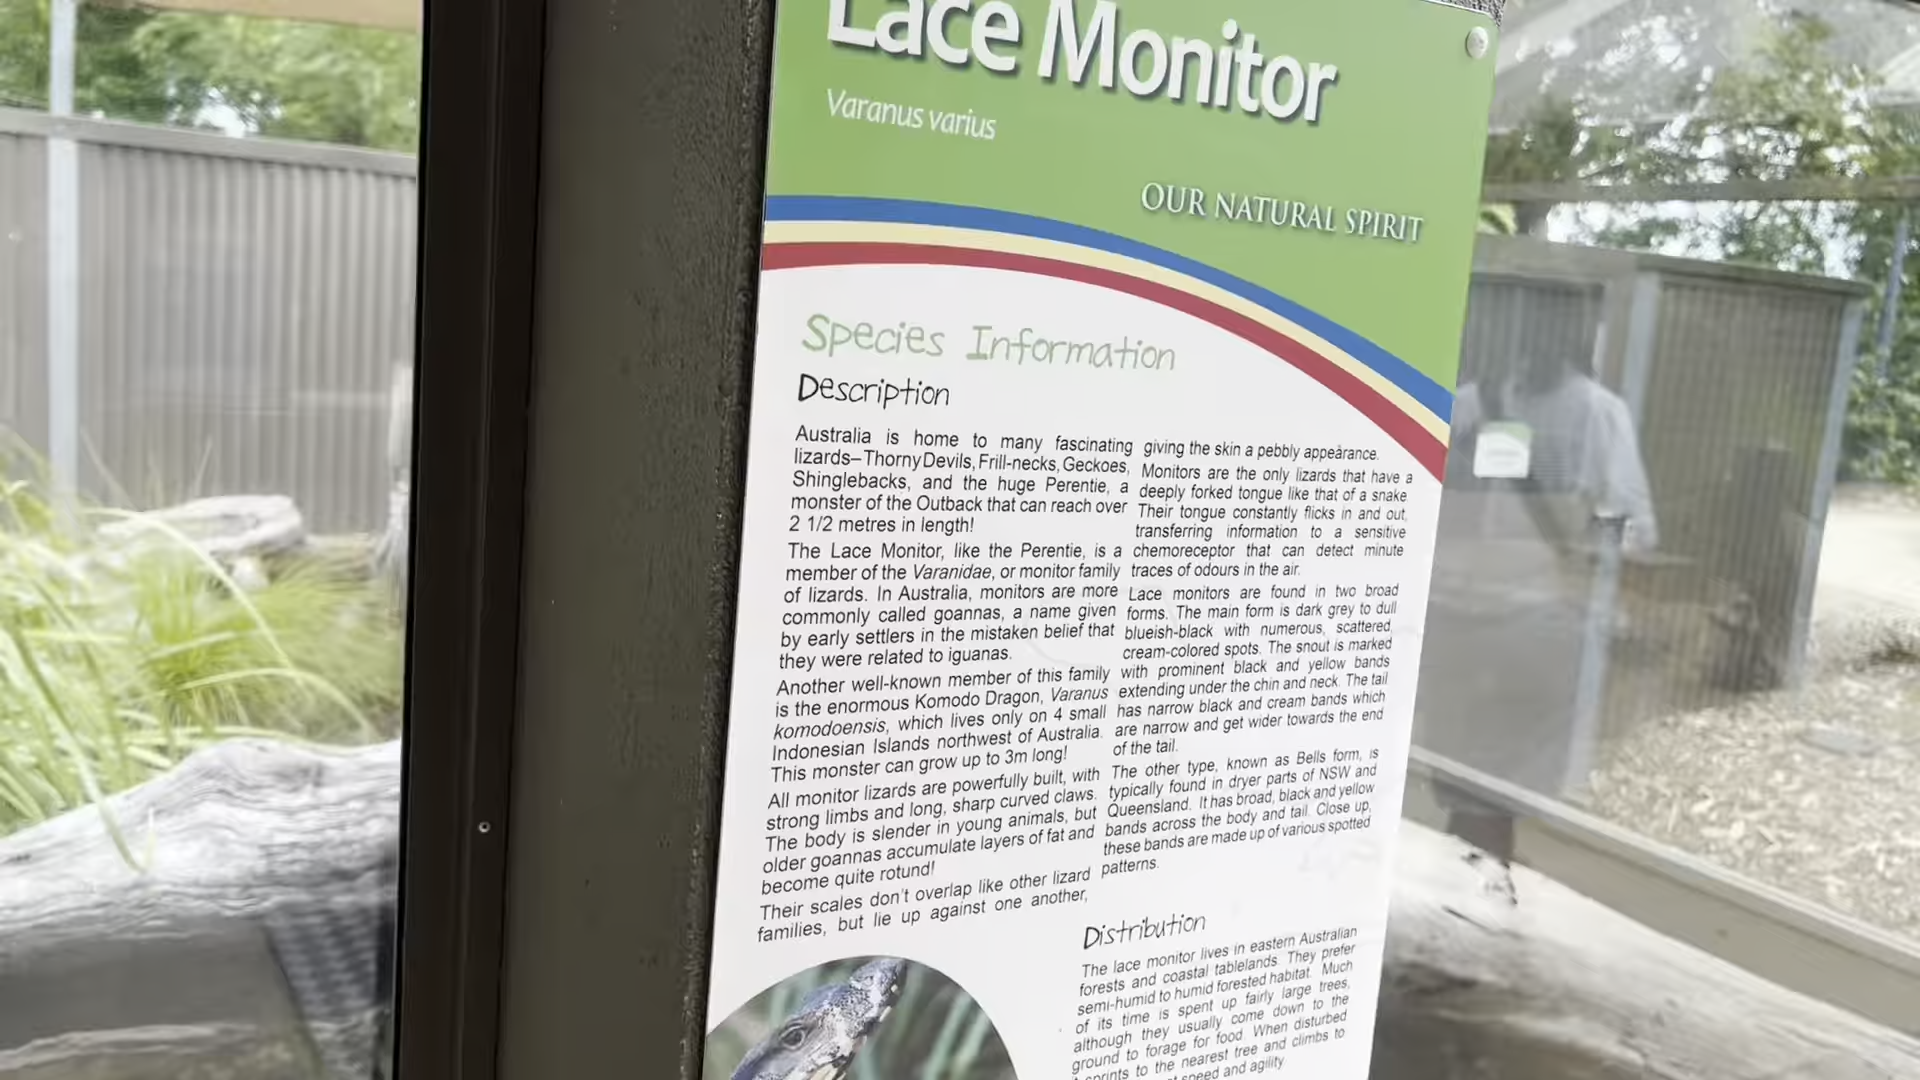 Lace Monitor
Varanus varius
OUR NATURAL SPIRIT
Species Information
Description
Australia is home to many fascinating
lizards–Thorny Devils, Frill-necks, Geckoes,
Shinglebacks, and the huge Perentie, a
monster of the Outback that can reach over
2 1/2 metres in length!
The Lace Monitor, like the Perentie, is a
member of the Varanidae, or monitor family
of lizards. In Australia, monitors are more
commonly called goannas, a name given
by early settlers in the mistaken belief that
they were related to iguanas.
Another well-known member of this family
is the enormous Komodo Dragon, Varanus
komodoensis, which lives only on 4 small
Indonesian Islands northwest of Australia.
This monster can grow up to 3m long!
All monitor lizards are powerfully built, with
strong limbs and long, sharp curved claws.
The body is slender in young animals, but
older goannas accumulate layers of fat and
become quite rotund!
Their scales don't overlap like other lizard
families, but lie up against one another,
giving the skin a pebbly appearance.
Monitors are the only lizards that have a
deeply forked tongue like that of a snake
Their tongue constantly flicks in and out,
transferring information to a sensitive
chemoreceptor that can detect minute
traces of odours in the air.
Lace monitors are found in two broad
forms. The main form is dark grey to dull
blueish-black with numerous, scattered,
cream-colored spots. The snout is marked
with prominent black and yellow bands
extending under the chin and neck. The tail
has narrow black and cream bands which
are narrow and get wider towards the end
of the tail.
The other type, known as Bells form, is
typically found in dryer parts of NSW and
Queensland. It has broad, black and yellow
bands across the body and tail. Close up,
these bands are made up of various spotted
patterns.
Distribution
The lace monitor lives in eastern Australian
forests and coastal tablelands. They prefer
semi-humid to humid forested habitat. Much
of its time is spent up fairly large trees,
although they usually come down to the
ground to forage for food. When disturbed
sprints to the nearest tree and climbs to
speed and agility